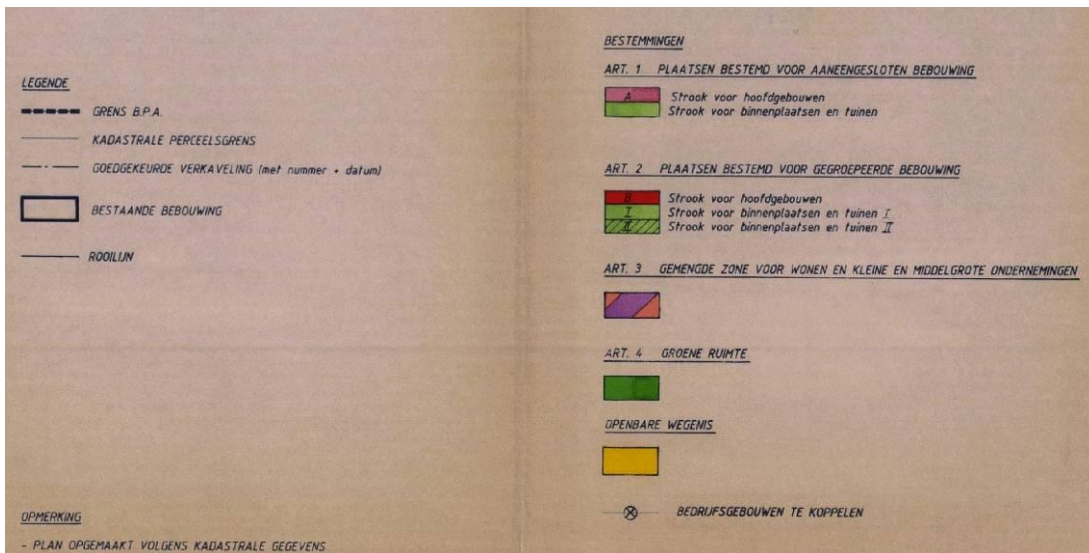 LEGENDE
GRENS B.P.A.
KADASTRALE PERCEELSGRENS
GOEDGEKEURDE VERKAVELING (met nummer + datum)
BESTAANDE BEBOUWING
ROOILIJN
OPMERKING
- PLAN OPGEMAAKT VOLGENS KADASTRALE GEGEVENS
BESTEMMINGEN
ART. 1 PLAATSEN BESTEMD VOOR AANEENGESLOTEN BEBOUWING
A Strook voor hoofdgebouwen
Strook voor binnenplaatsen en tuinen
ART. 2 PLAATSEN BESTEMD VOOR GEGROEPEERDE BEBOUWING
B Strook voor hoofdgebouwen
I Strook voor binnenplaatsen en tuinen I
II Strook voor binnenplaatsen en tuinen II
ART. 3 GEMENGDE ZONE VOOR WONEN EN KLEINE EN MIDDELGROTE ONDERNEMINGEN
ART. 4 GROENE RUIMTE
OPENBARE WEGENIS
BEDRIJFSGEBOUWEN TE KOPPELEN